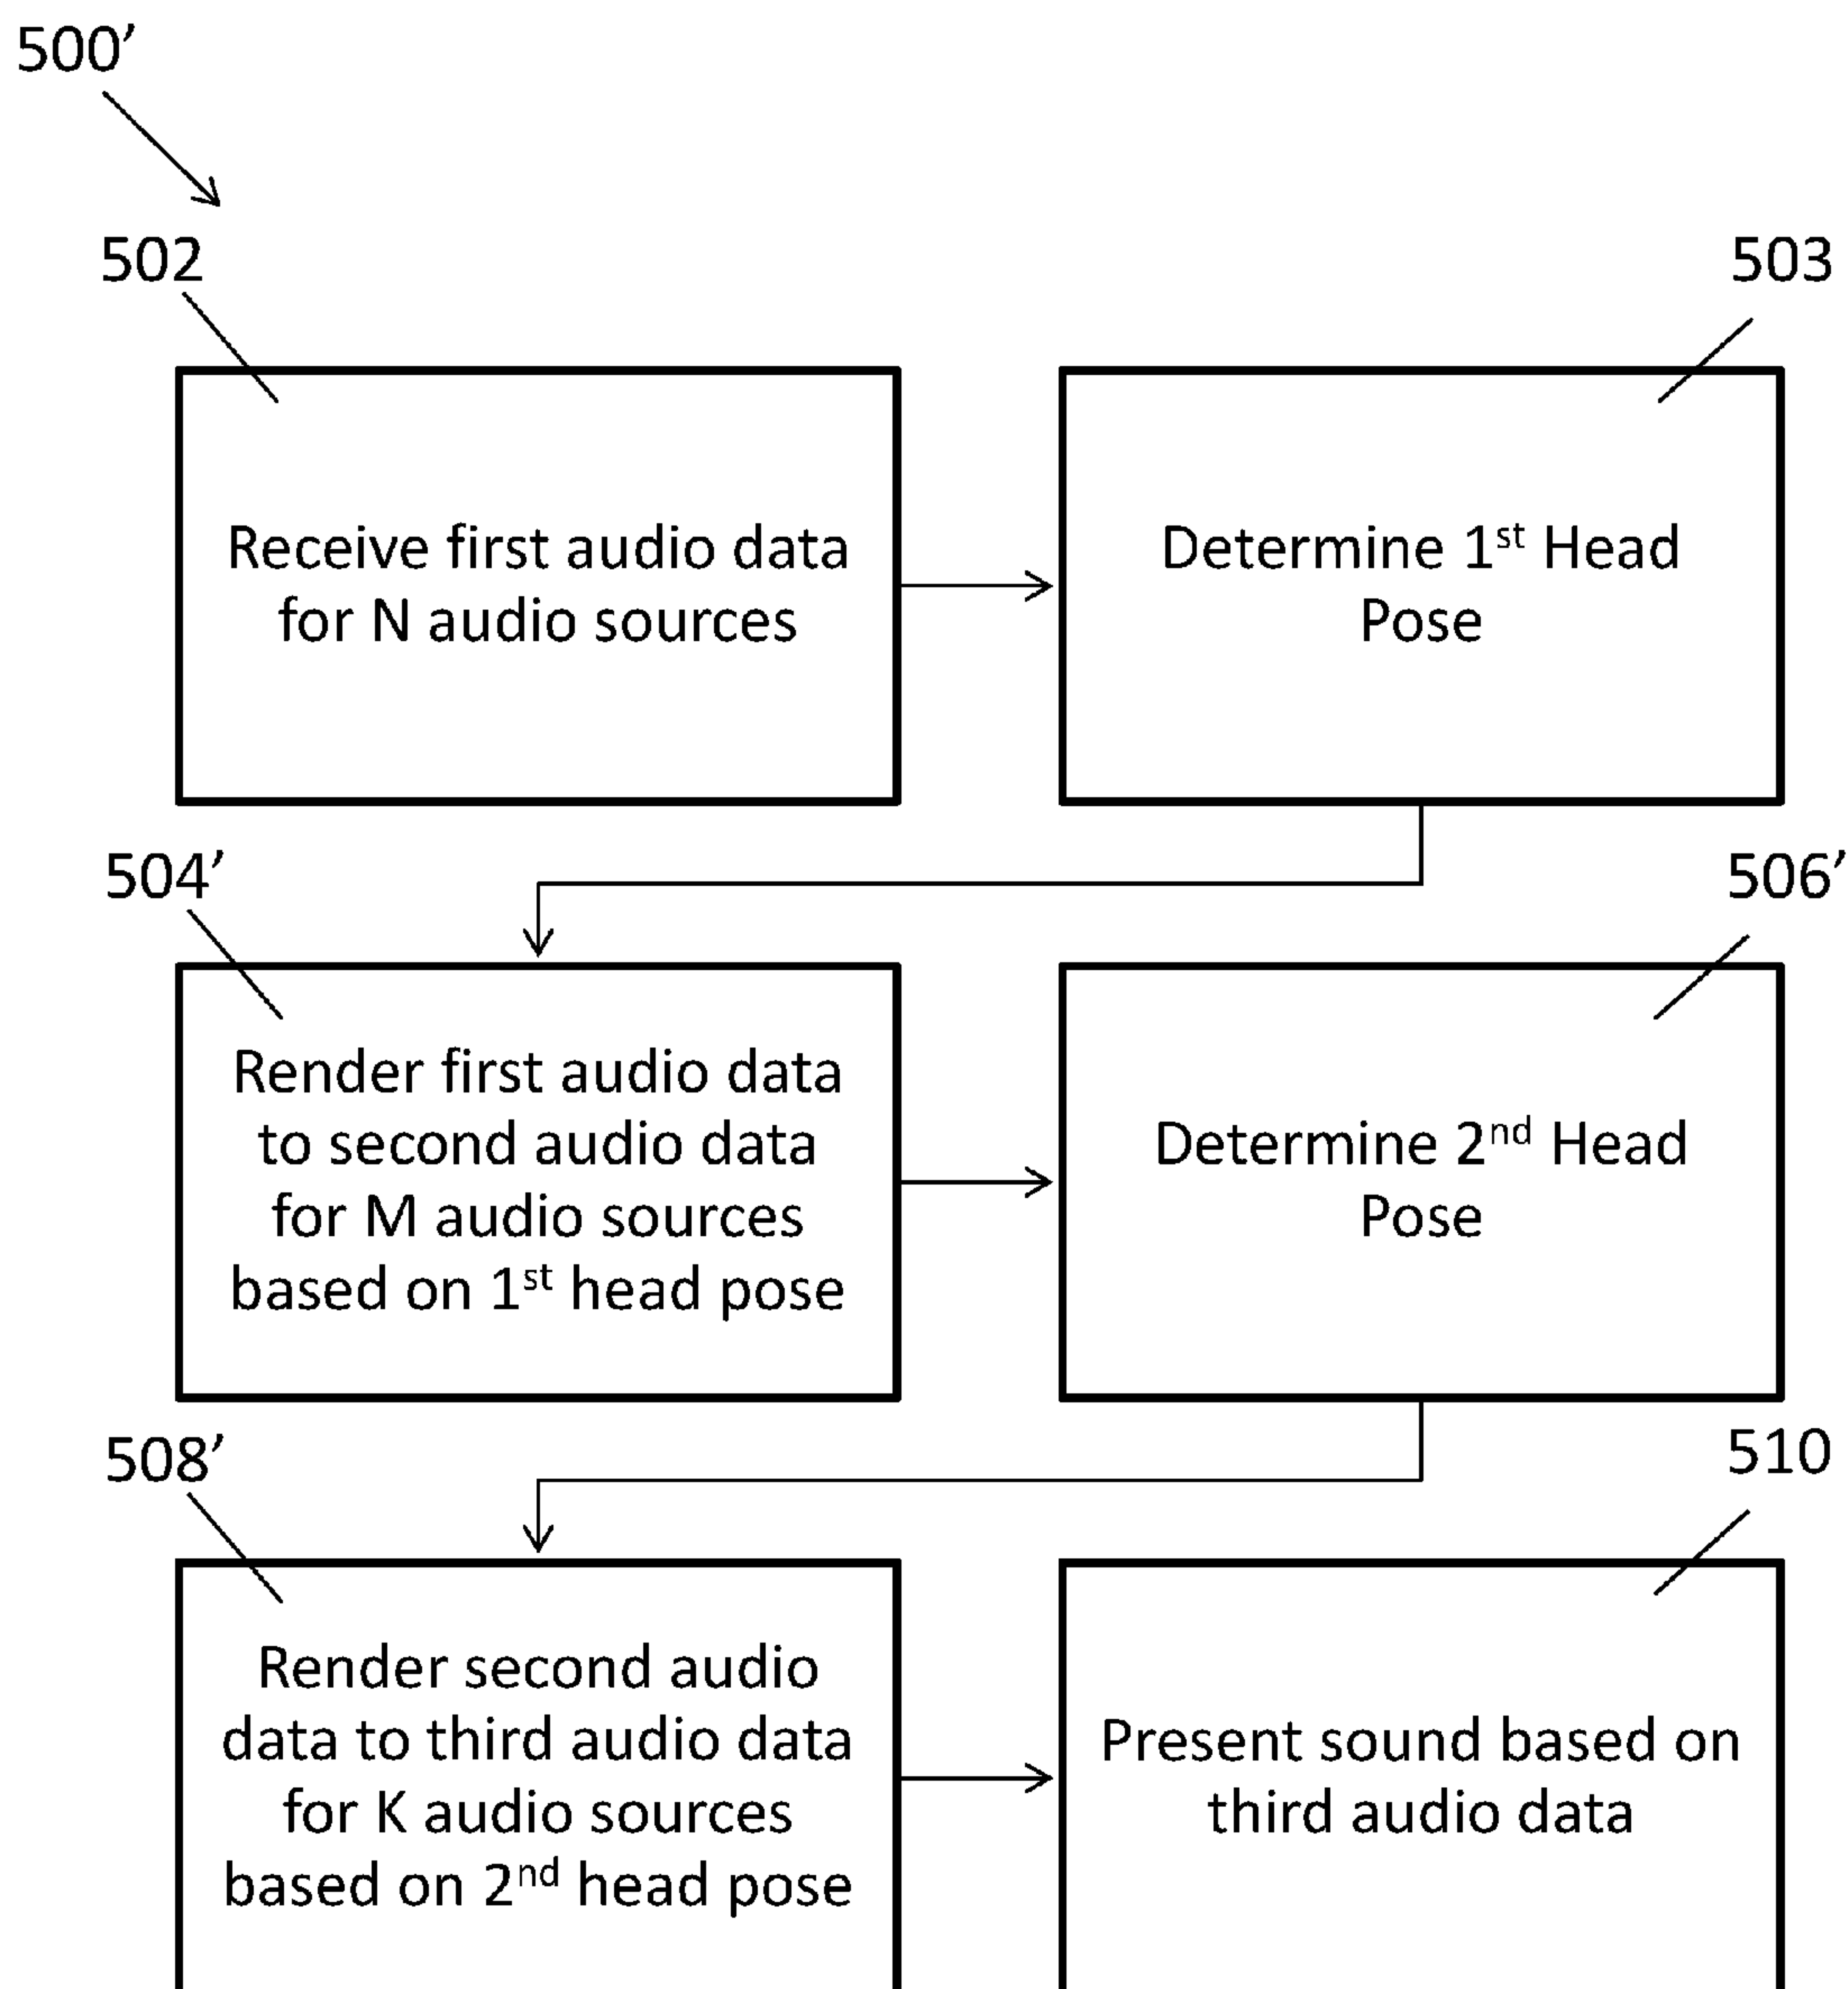 500’
502
503
Receive first audio data
for N audio sources
Determine 1st Head
Pose
504’
506’
Render first audio data
to second audio data
for M audio sources
based on 1st head pose
Determine 2nd Head
Pose
508’
510
Render second audio
data to third audio data
for K audio sources
based on 2nd head pose
Present sound based on
third audio data